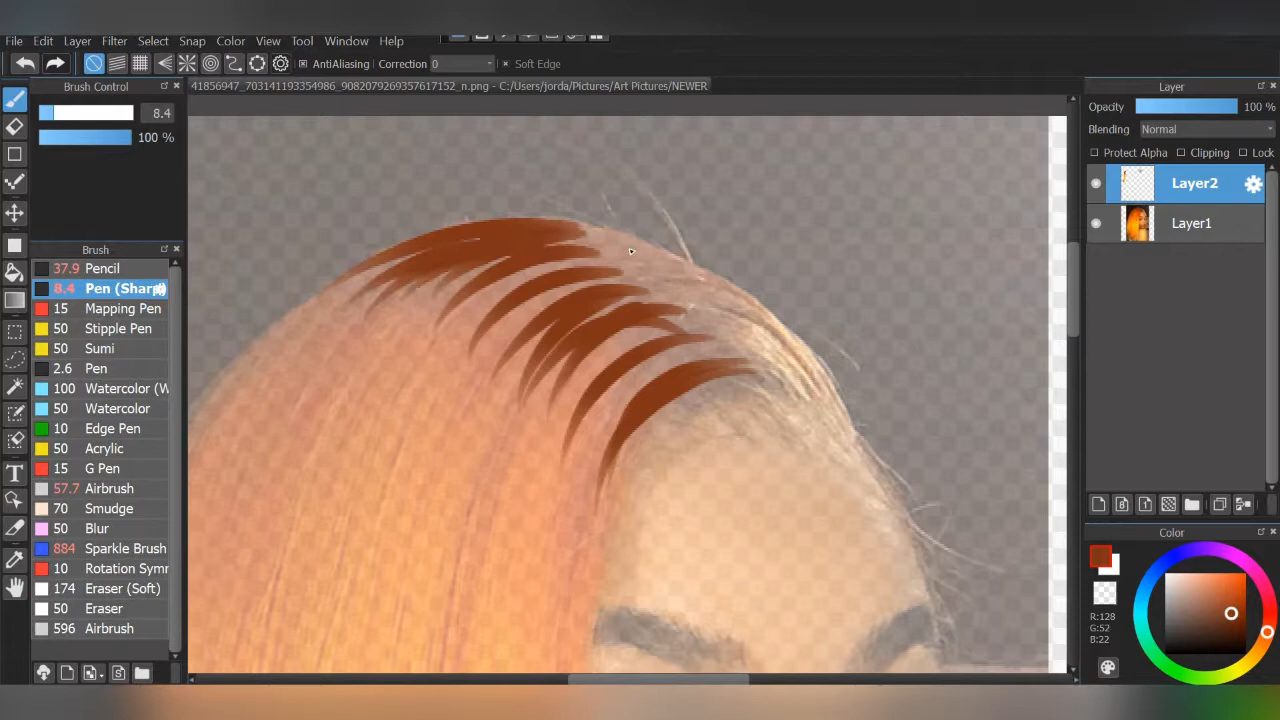 File Edit Layer Filter Select Snap Color View Tools Window Help
AntiAliasing Correction 0 Soft Edge
Brush Control
41856947_703141193354986_9082079269357617152_n.png - C:/Users/jorda/Pictures/Art Pictures/NEWER
Layer
8.4
100 %
Opacity 100 %
Blending Normal
Protect Alpha Clipping Lock
Layer2
Layer1
Brush
37.9 Pencil
8.4 Pen (Sharp)
15 Mapping Pen
50 Stipple Pen
50 Sumi
2.6 Pen
100 Watercolor (W
50 Watercolor
10 Edge Pen
50 Acrylic
15 G Pen
57.7 Airbrush
70 Smudge
50 Blur
884 Sparkle Brush
10 Rotation Symr
174 Eraser (Soft)
50 Eraser
596 Airbrush
Color
R:128
G:52
B:22